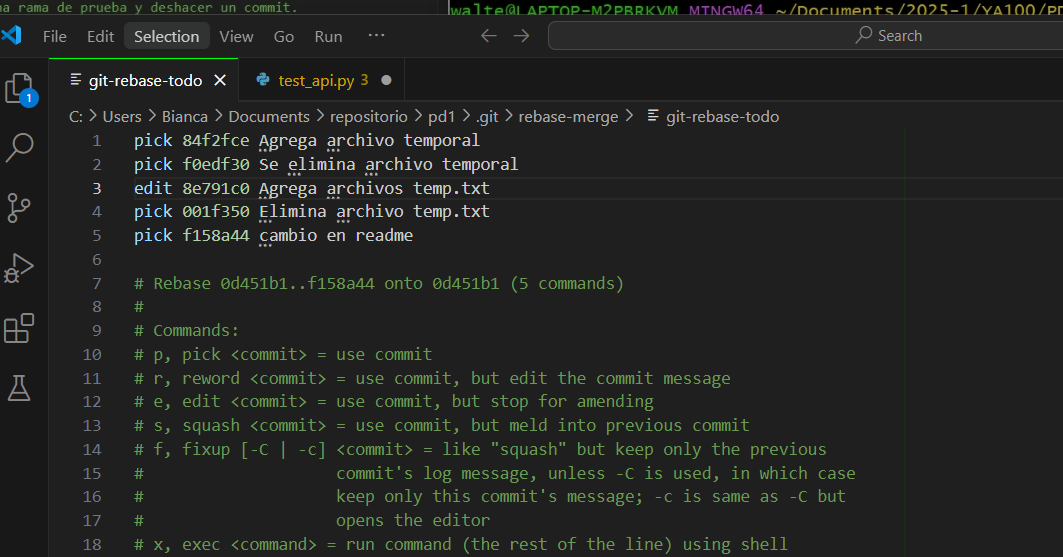 na rama de prueba y deshacer un commit.
walte@LAPTOP-M2PBRKVM MINGW64 ~/Documents/2025-1/YA100/PD
File Edit Selection View Go Run ··· Search
git-rebase-todo test_api.py 3
C: > Users > Bianca > Documents > repositorio > pd1 > .git > rebase-merge > git-rebase-todo
1
1 pick 84f2fce Agrega archivo temporal
2 pick f0edf30 Se elimina archivo temporal
3 edit 8e791c0 Agrega archivos temp.txt
4 pick 001f350 Elimina archivo temp.txt
5 pick f158a44 cambio en readme
6
7 # Rebase 0d451b1..f158a44 onto 0d451b1 (5 commands)
8 #
9 # Commands:
10 # p, pick <commit> = use commit
11 # r, reword <commit> = use commit, but edit the commit message
12 # e, edit <commit> = use commit, but stop for amending
13 # s, squash <commit> = use commit, but meld into previous commit
14 # f, fixup [-C | -c] <commit> = like "squash" but keep only the previous
15 # commit's log message, unless -C is used, in which case
16 # keep only this commit's message; -c is same as -C but
17 # opens the editor
18 # x, exec <command> = run command (the rest of the line) using shell